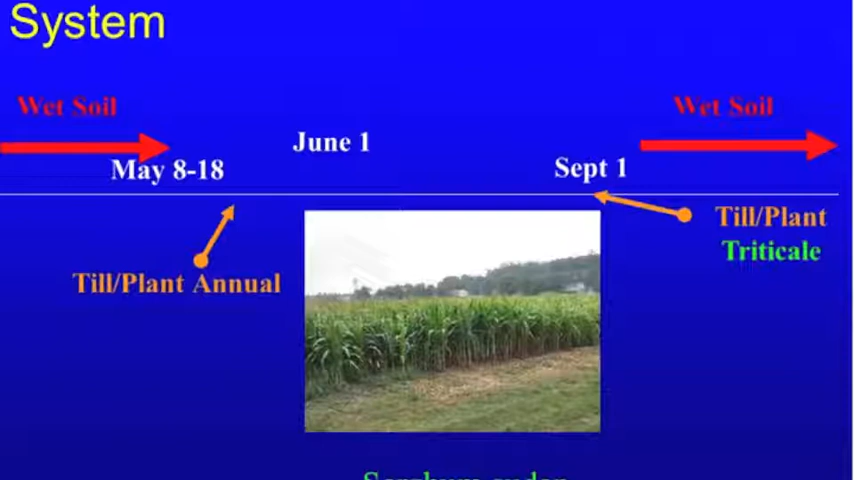 System
Wet Soil
Wet Soil
June 1
May 8-18
Sept 1
Till/Plant
Triticale
Till/Plant Annual